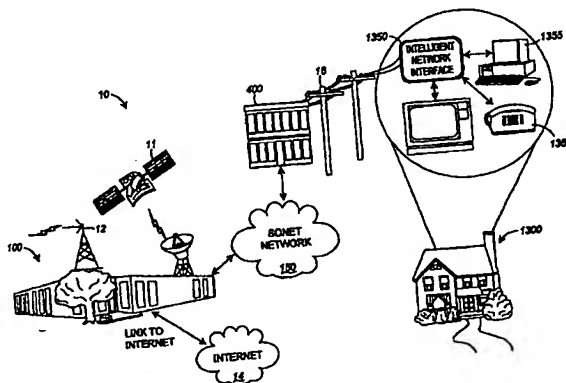 1350
1355
INTELLIGENT
NETWORK
INTERFACE
18
400
10
136
11
12
100
SONET
NETWORK
1300
LINK TO
INTERNET
INTERNET
14